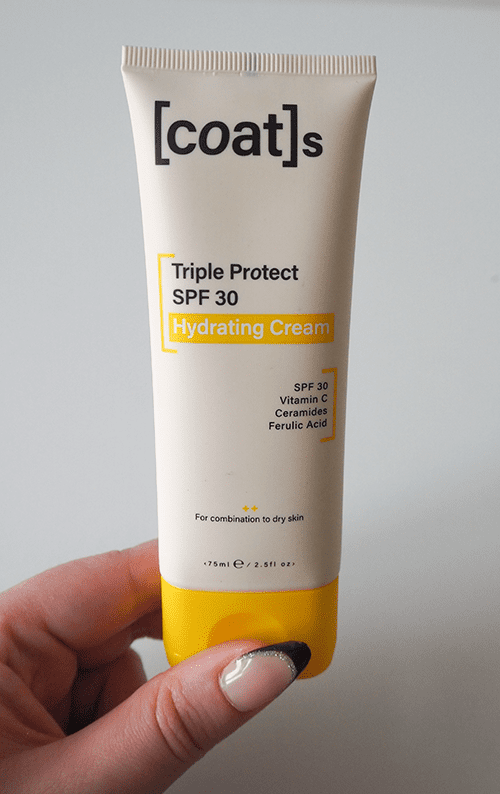 [coat]s
Triple Protect
SPF 30
Hydrating Cream
SPF 30
Vitamin C
Ceramides
Ferulic Acid
For combination to dry skin
‹75ml ℮ / 2.5fl oz›